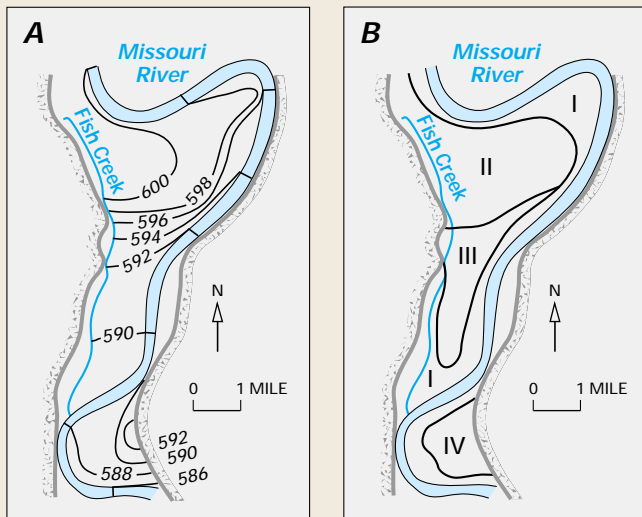 A
Missouri
River
Fish Creek
600
598
596
594
592
590
N
0 1 MILE
592
590
588
586
B
Missouri
River
I
Fish Creek
II
III
N
0 1 MILE
I
IV